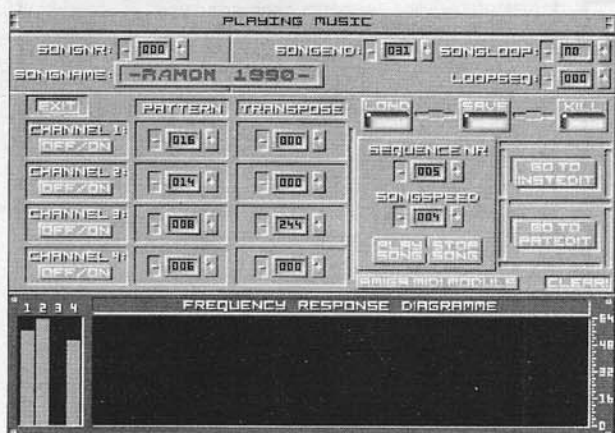 PLAYING MUSIC
SONGNR: - 000 +
SONGEND: - 031 + SONGLOOP: - NO +
SONGNAME: -RAMON 1990-
LOOPSEQ: - 000 +
EXIT PATTERN TRANSPOSE LOAD SAVE KILL
CHANNEL 1: OFF/ON - 016 + - 000 +
SEQUENCE NR - 005 +
GO TO INSTEDIT
CHANNEL 2: OFF/ON - 014 + - 000 +
SONGSPEED - 004 +
CHANNEL 3: OFF/ON - 008 + - 244 +
GO TO PATEDIT
PLAY SONG STOP SONG
CHANNEL 4: OFF/ON - 006 + - 000 +
AMIGA MIDI MODULE CLEAR!
1 2 3 4 FREQUENCY RESPONSE DIAGRAMME
64
48
32
16
0